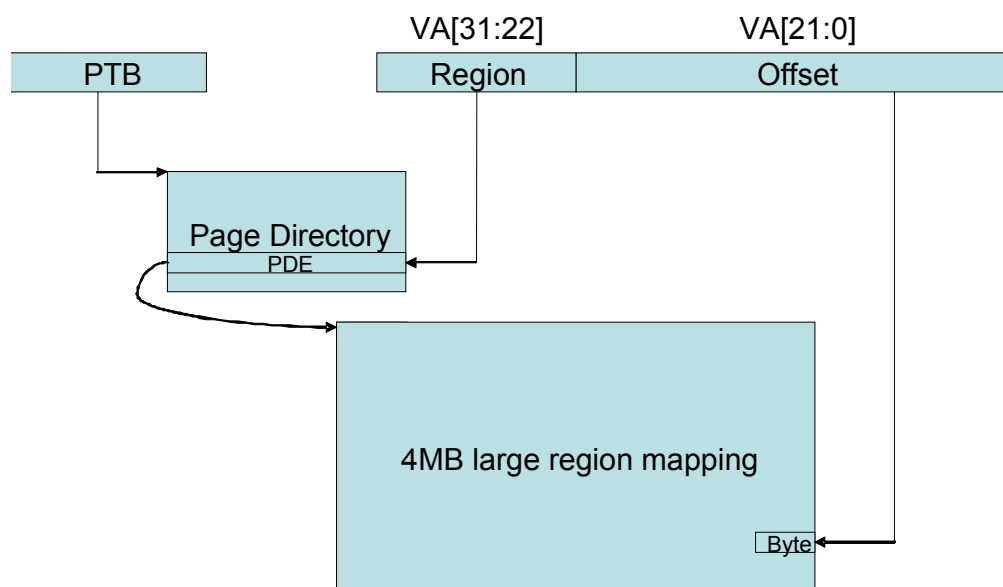 VA[31:22] VA[21:0]
PTB Region Offset
Page Directory
PDE
4MB large region mapping
Byte